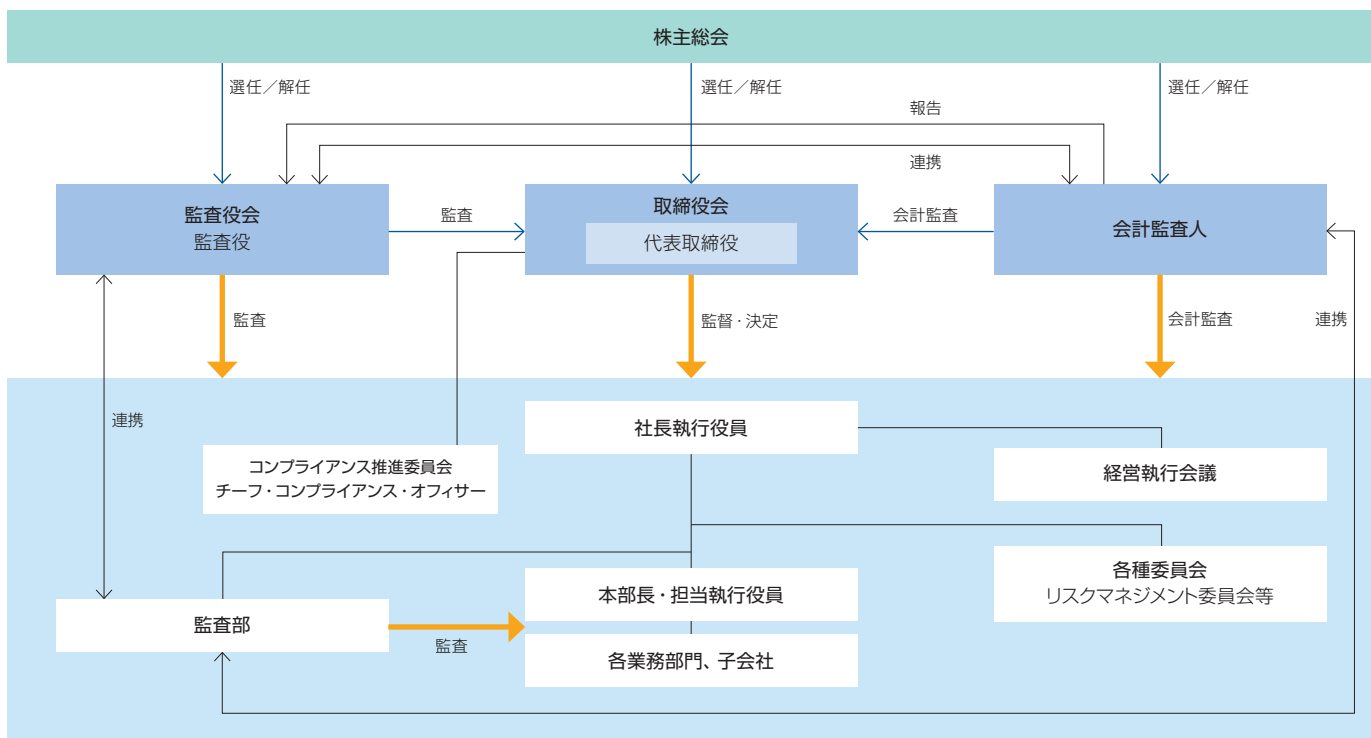 株主総会
選任／解任
選任／解任
選任／解任
報告
連携
監査役会
監査役
監査
取締役会
代表取締役
会計監査
会計監査人
監査
監督・決定
会計監査
連携
連携
社長執行役員
コンプライアンス推進委員会
チーフ・コンプライアンス・オフィサー
経営執行会議
各種委員会
リスクマネジメント委員会等
本部長・担当執行役員
監査部
監査
各業務部門、子会社